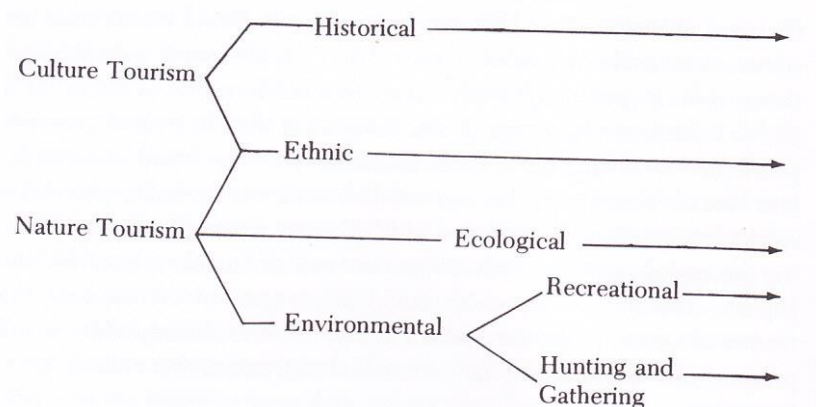 Historical
Culture Tourism
Ethnic
Nature Tourism
Ecological
Recreational
Environmental
Hunting and
Gathering